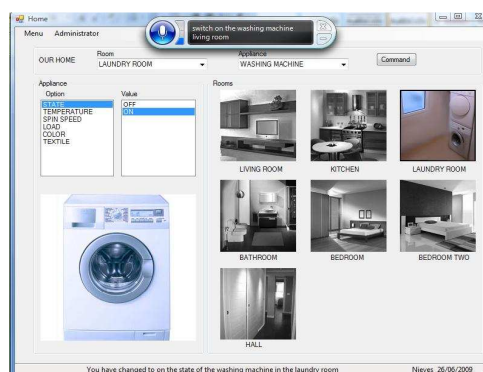 Home
switch on the washing machine
living room
Menu Administrator
OUR HOME
Room
LAUNDRY ROOM
Appliance
WASHING MACHINE
Command
Appliance
Option
Value
STATE
TEMPERATURE
SPIN SPEED
LOAD
COLOR
TEXTILE
OFF
ON
Rooms
LIVING ROOM
KITCHEN
LAUNDRY ROOM
BATHROOM
BEDROOM
BEDROOM TWO
HALL
You have changed to on the state of the washing machine in the laundry room
Nieves 26/06/2009